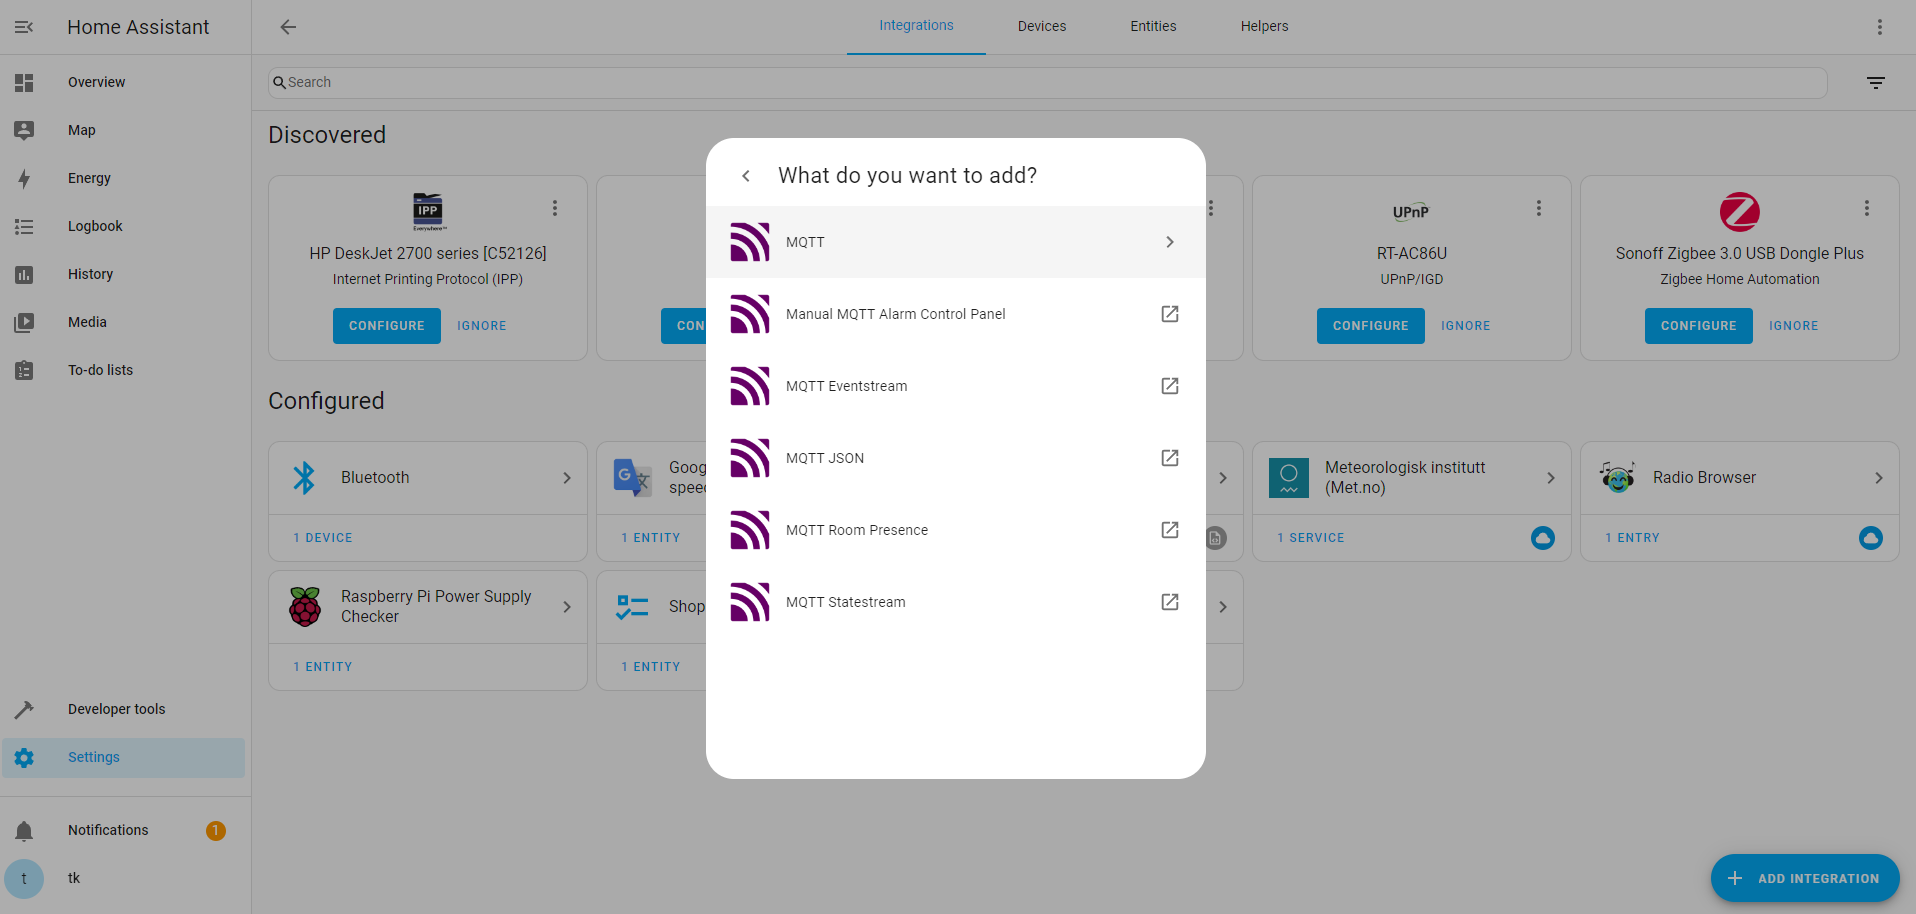 Home Assistant
Integrations
Devices
Entities
Helpers
Overview
Map
Energy
Logbook
History
Media
To-do lists
Developer tools
Settings
Notifications
1
t
tk
Search
Discovered
IPP
Everywhere
HP DeskJet 2700 series [C52126]
Internet Printing Protocol (IPP)
CONFIGURE
IGNORE
CON
UPnP
RT-AC86U
UPnP/IGD
CONFIGURE
IGNORE
Sonoff Zigbee 3.0 USB Dongle Plus
Zigbee Home Automation
CONFIGURE
IGNORE
Configured
Bluetooth
1 DEVICE
G
Goog
speec
1 ENTITY
Meteorologisk institutt
(Met.no)
1 SERVICE
Radio Browser
1 ENTRY
Raspberry Pi Power Supply
Checker
1 ENTITY
Shop
1 ENTITY
What do you want to add?
MQTT
Manual MQTT Alarm Control Panel
MQTT Eventstream
MQTT JSON
MQTT Room Presence
MQTT Statestream
ADD INTEGRATION